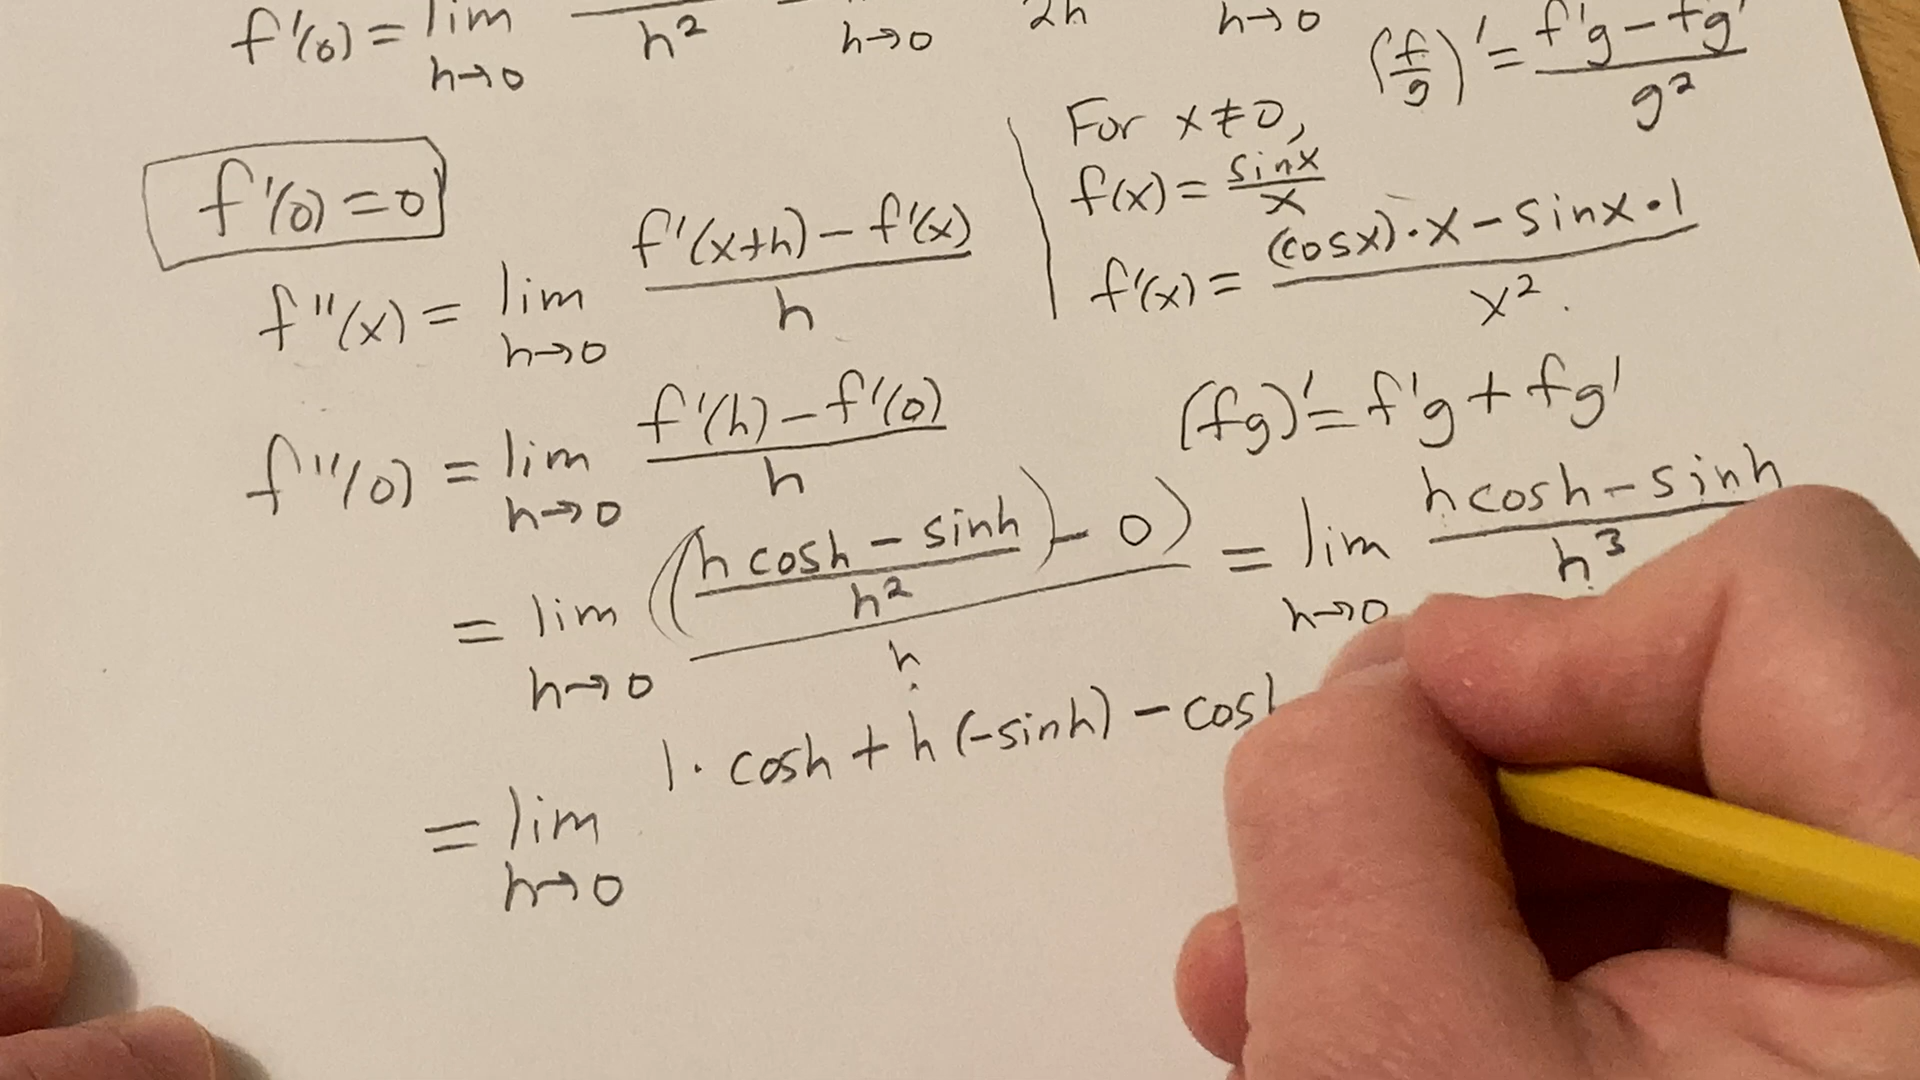 f'(0) = lim h→0 / h² h→0 2h h→0
(f/g)' = (f'g - fg')/g²
f'(0) = 0
For x ≠ 0,
f(x) = sinx/x
f'(x) = ((cosx)·x - sinx·1)/x².
f''(x) = lim h→0 (f'(x+h) - f'(x))/h
f''(0) = lim h→0 (f'(h) - f'(0))/h
(fg)' = f'g + fg'
= lim h→0 (((h cosh - sinh)/h²) - 0)/h = lim h→0 (h cosh - sinh)/h³
= lim h→0 1· cosh + h(-sinh) - cosh